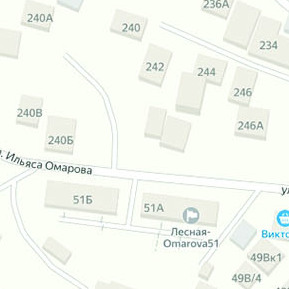 236А
240
240А
234
242
244
246
240В
246А
240Б
л. Ильяса Омарова
ул
51Б
51А
Лесная-
Omarova51
Викто
49Вк1
49В/4